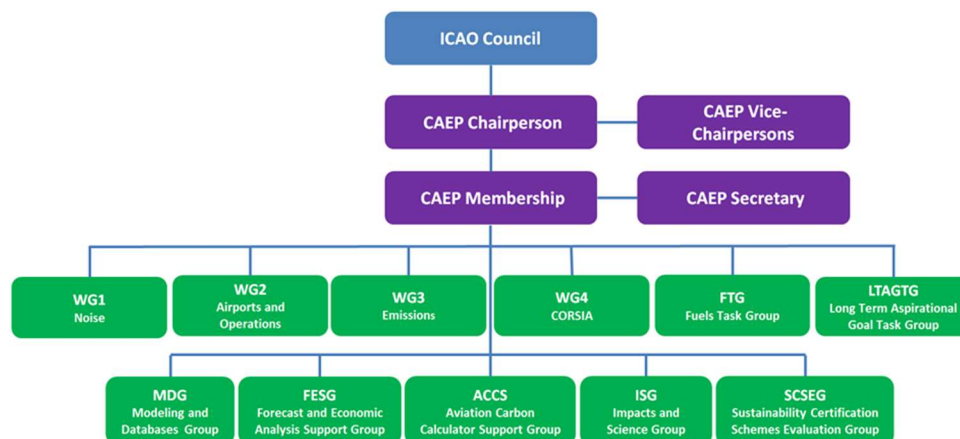 ICAO Council
CAEP Chairperson
CAEP Vice-
Chairpersons
CAEP Membership
CAEP Secretary
WG1
Noise
WG2
Airports and
Operations
WG3
Emissions
WG4
CORSIA
FTG
Fuels Task Group
LTAGTG
Long Term Aspirational
Goal Task Group
MDG
Modeling and
Databases Group
FESG
Forecast and Economic
Analysis Support Group
ACCS
Aviation Carbon
Calculator Support Group
ISG
Impacts and
Science Group
SCSEG
Sustainability Certification
Schemes Evaluation Group